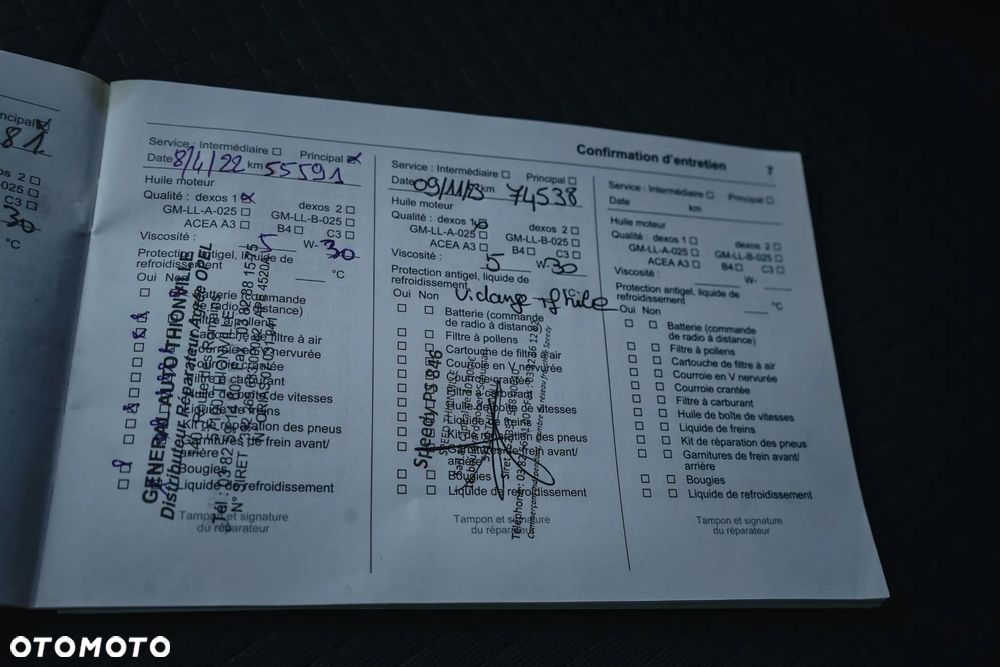 ncipal
81
os 2
025
C3
30
°C
Confirmation d'entretien 7
Service : Intermédiaire Principal
Date 8/4/22 km 55591
Huile moteur
Qualité : dexos 1 dexos 2
GM-LL-A-025 GM-LL-B-025
ACEA A3 B4 C3
Viscosité : 5 W- 30
Protection antigel, liquide de
refroidissement °C
Oui Non
Batterie (commande
de radio à distance)
Filtre à pollens
Cartouche de filtre à air
Courroie en V nervurée
Courroie crantée
Filtre à carburant
Huile de boîte de vitesses
Liquide de freins
Kit de réparation des pneus
Garnitures de frein avant/
arrière
Bougies
Liquide de refroidissement
GENERAL AUTO THIONVILLE
Distributeur Réparateur Agréé OPEL
Tampon et signature
du réparateur
Service : Intermédiaire Principal
Date 09/11/23 km 74538
Huile moteur
Qualité : dexos 1 dexos 2
GM-LL-A-025 GM-LL-B-025
ACEA A3 B4 C3
Viscosité : 5 W- 30
Protection antigel, liquide de
refroidissement
Vidange + f huile
Oui Non
Batterie (commande
de radio à distance)
Filtre à pollens
Cartouche de filtre à air
Courroie en V nervurée
Courroie crantée
Filtre à carburant
Huile de boîte de vitesses
Liquide de freins
Kit de réparation des pneus
Garnitures de frein avant/
arrière
Bougies
Liquide de refroidissement
Speedy PS 846
SPEEDY THIONVILLE
Tampon et signature
du réparateur
Service : Intermédiaire Principal
Date km
Huile moteur
Qualité : dexos 1 dexos 2
GM-LL-A-025 GM-LL-B-025
ACEA A3 B4 C3
Viscosité : W-
Protection antigel, liquide de
refroidissement °C
Oui Non
Batterie (commande
de radio à distance)
Filtre à pollens
Cartouche de filtre à air
Courroie en V nervurée
Courroie crantée
Filtre à carburant
Huile de boîte de vitesses
Liquide de freins
Kit de réparation des pneus
Garnitures de frein avant/
arrière
Bougies
Liquide de refroidissement
Tampon et signature
du réparateur
OTOMOTO